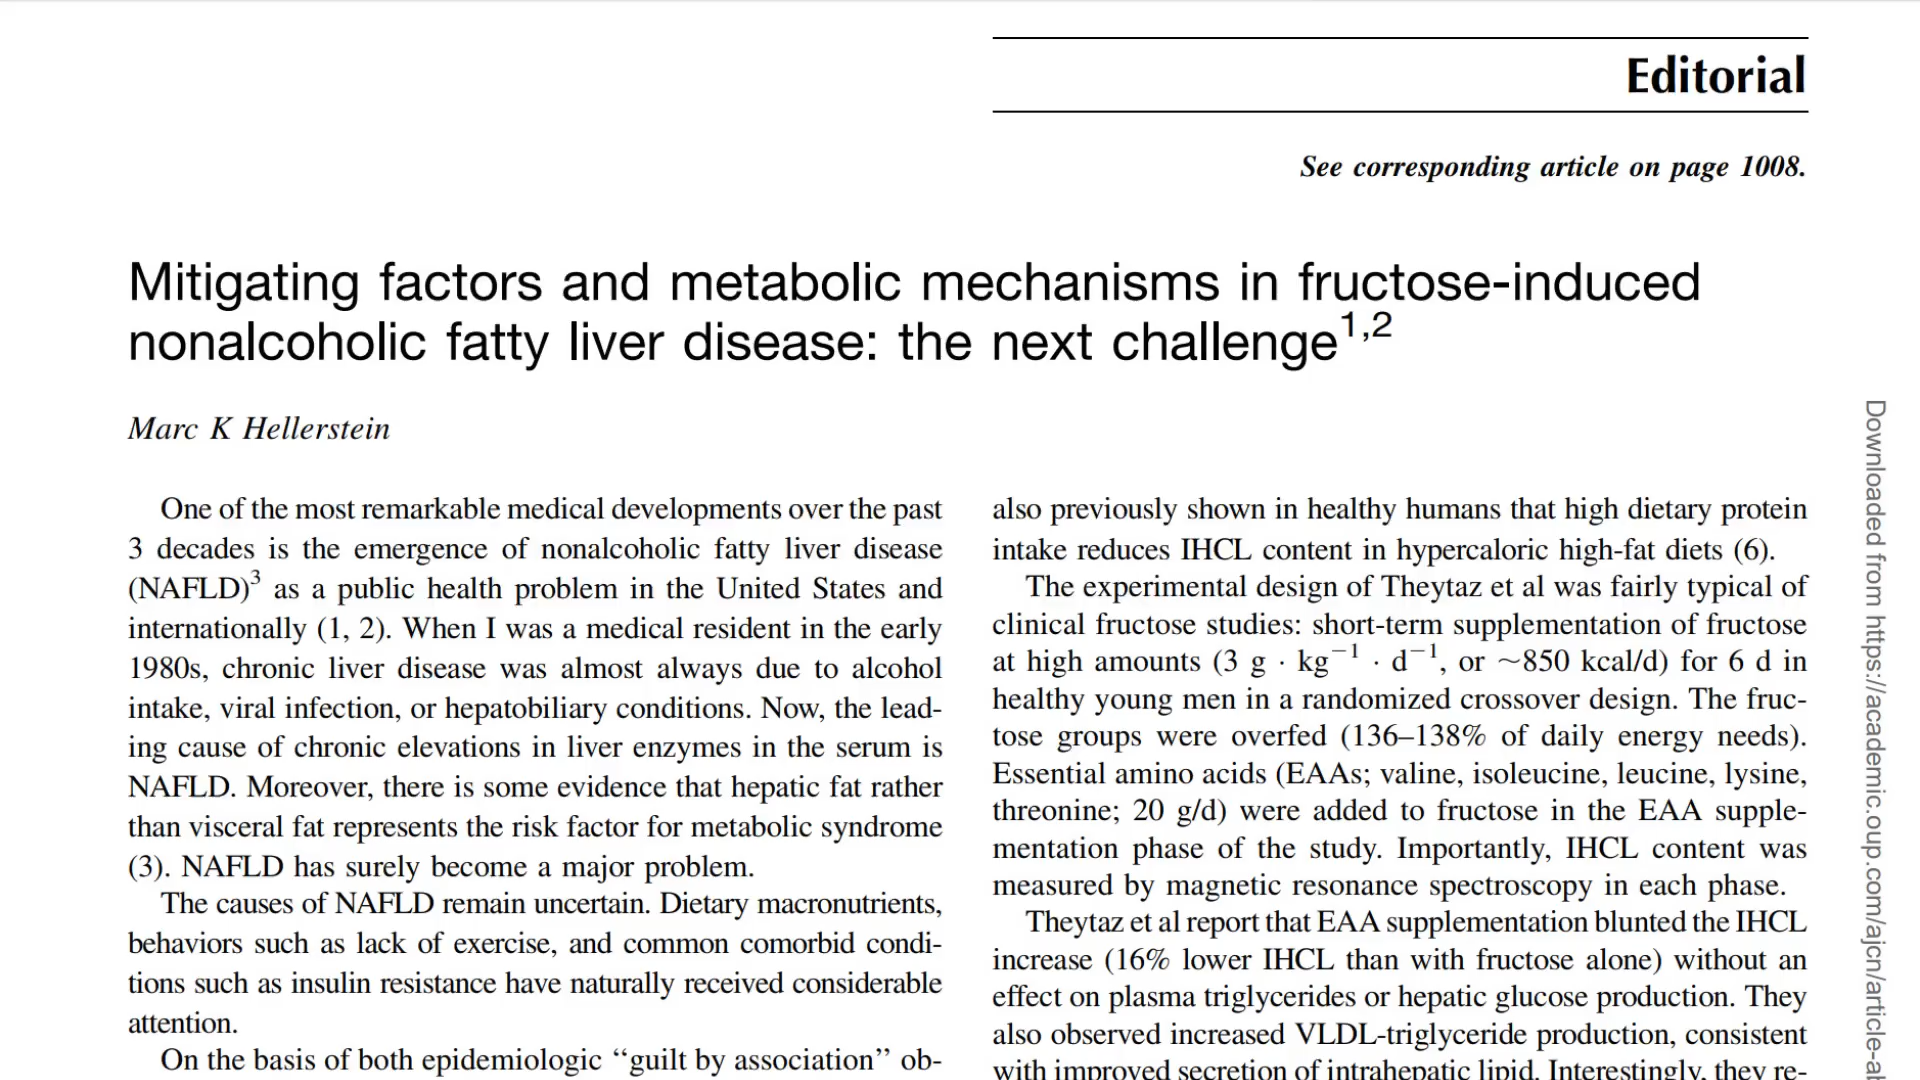 Editorial
See corresponding article on page 1008.
Mitigating factors and metabolic mechanisms in fructose-induced
nonalcoholic fatty liver disease: the next challenge1,2
Marc K Hellerstein
One of the most remarkable medical developments over the past
3 decades is the emergence of nonalcoholic fatty liver disease
(NAFLD)3 as a public health problem in the United States and
internationally (1, 2). When I was a medical resident in the early
1980s, chronic liver disease was almost always due to alcohol
intake, viral infection, or hepatobiliary conditions. Now, the lead-
ing cause of chronic elevations in liver enzymes in the serum is
NAFLD. Moreover, there is some evidence that hepatic fat rather
than visceral fat represents the risk factor for metabolic syndrome
(3). NAFLD has surely become a major problem.
The causes of NAFLD remain uncertain. Dietary macronutrients,
behaviors such as lack of exercise, and common comorbid condi-
tions such as insulin resistance have naturally received considerable
attention.
On the basis of both epidemiologic ‘‘guilt by association’’ ob-
also previously shown in healthy humans that high dietary protein
intake reduces IHCL content in hypercaloric high-fat diets (6).
The experimental design of Theytaz et al was fairly typical of
clinical fructose studies: short-term supplementation of fructose
at high amounts (3 g · kg−1 · d−1, or ~850 kcal/d) for 6 d in
healthy young men in a randomized crossover design. The fruc-
tose groups were overfed (136–138% of daily energy needs).
Essential amino acids (EAAs; valine, isoleucine, leucine, lysine,
threonine; 20 g/d) were added to fructose in the EAA supple-
mentation phase of the study. Importantly, IHCL content was
measured by magnetic resonance spectroscopy in each phase.
Theytaz et al report that EAA supplementation blunted the IHCL
increase (16% lower IHCL than with fructose alone) without an
effect on plasma triglycerides or hepatic glucose production. They
also observed increased VLDL-triglyceride production, consistent
with improved secretion of intrahepatic lipid. Interestingly, they re-
Downloaded from https://academic.oup.com/ajcn/article-a